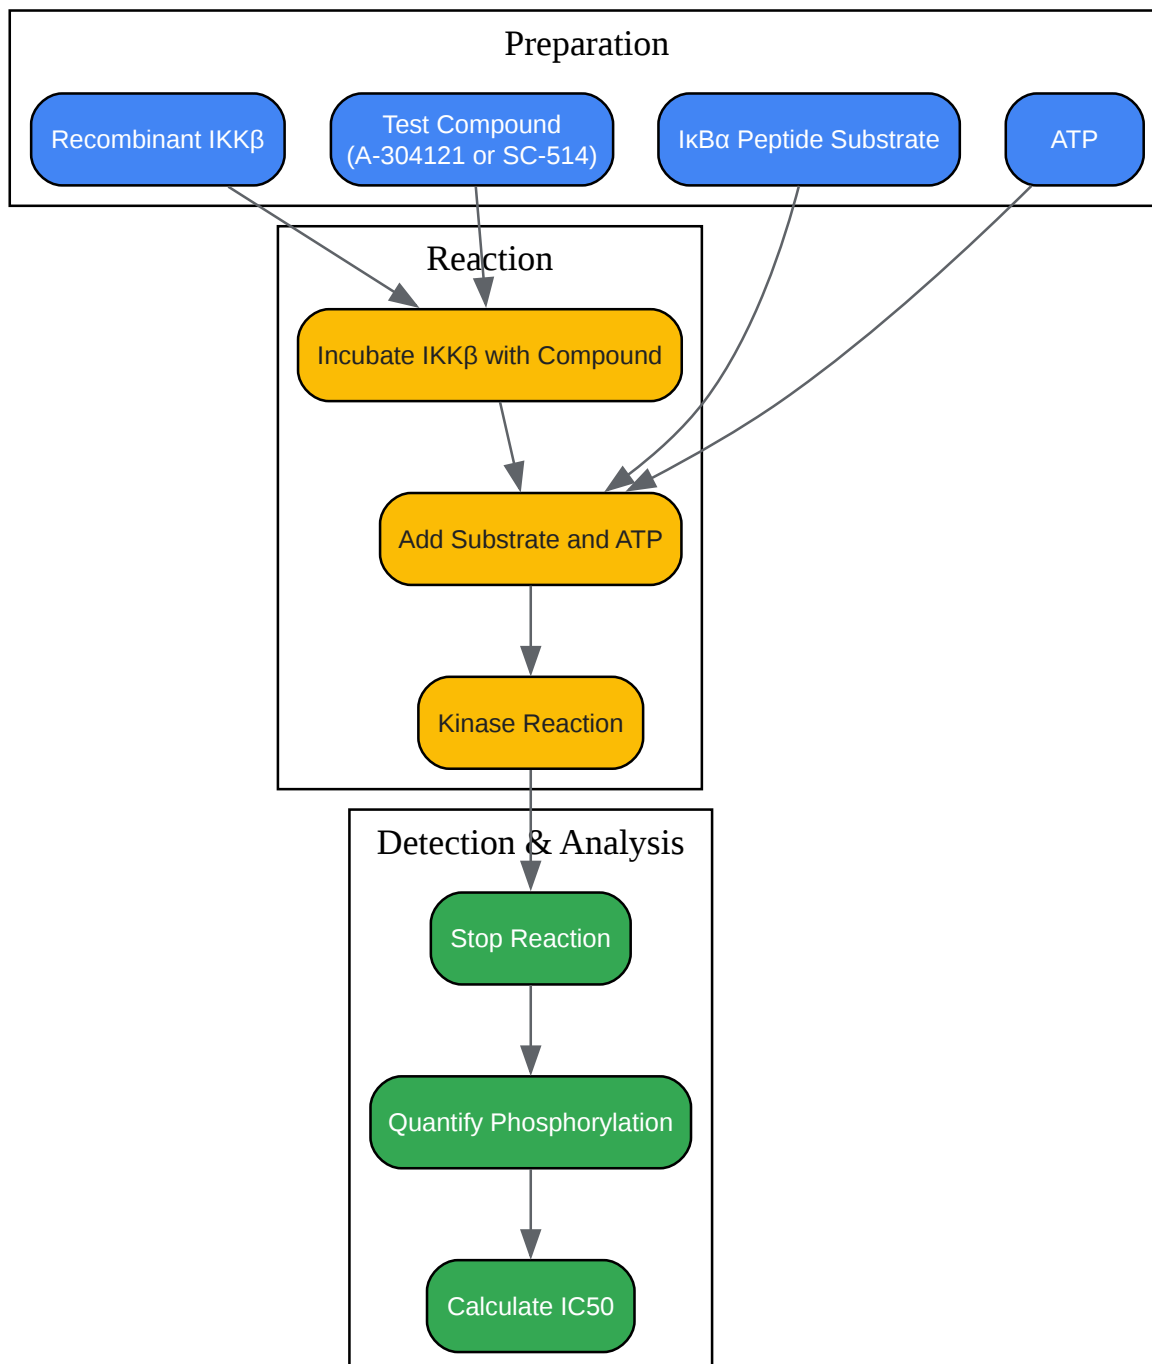 Preparation
Recombinant IKKβ
Test Compound
(A-304121 or SC-514)
IκBα Peptide Substrate
ATP
Reaction
Incubate IKKβ with Compound
Add Substrate and ATP
Kinase Reaction
Detection & Analysis
Stop Reaction
Quantify Phosphorylation
Calculate IC50